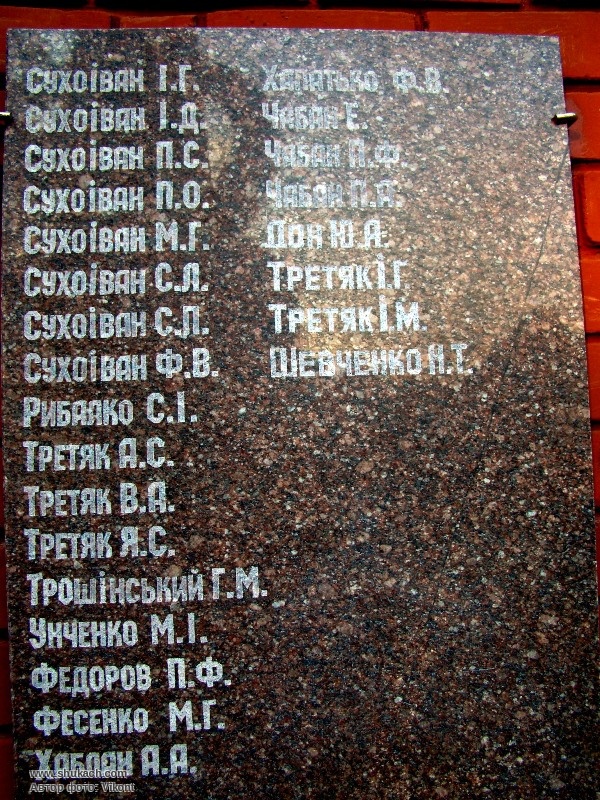 Сухоіван І.Г.
Сухоіван І.Д.
Сухоіван П.С.
Сухоіван П.О.
Сухоіван М.Г.
Сухоіван С.Л.
Сухоіван С.П.
Сухоіван Ф.В.
Рибалко С.І.
Третяк А.С.
Третяк В.А.
Третяк Я.С.
Трошінський Г.М.
Унченко М.І.
Федоров П.Ф.
Фесенко М.Г.
Хаблак А.А.
Хапатько Ф.В.
Чабан Е.
Чабан П.Ф.
Чабан П.А.
Дон Ю.А.
Третяк І.Г.
Третяк І.М.
Шевченко А.Т.
www.shukach.com
Автор фото: Vikont